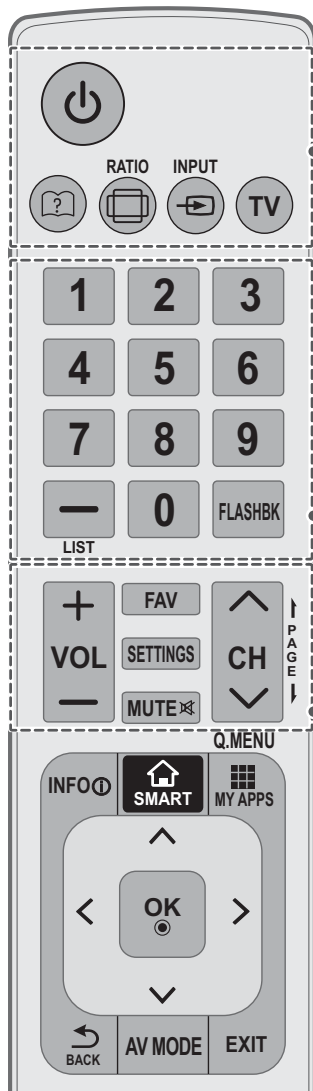 RATIO INPUT
? TV
1 2 3
4 5 6
7 8 9
— 0 FLASHBK
LIST
+ FAV
VOL SETTINGS CH PAGE
— MUTE
Q.MENU
INFO i SMART MY APPS
OK
BACK AV MODE EXIT